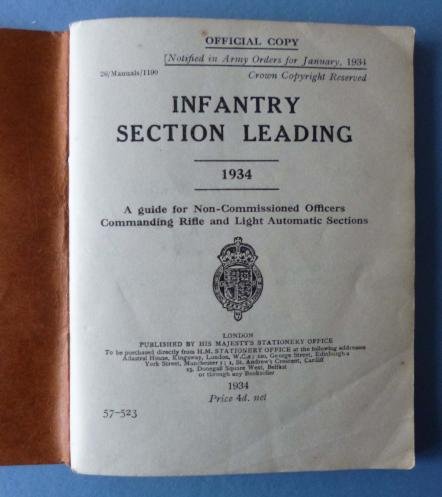 OFFICIAL COPY
[Notified in Army Orders for January, 1934
26/Manuals/1190
Crown Copyright Reserved
INFANTRY
SECTION LEADING
1934
A guide for Non-Commissioned Officers
Commanding Rifle and Light Automatic Sections
LONDON
PUBLISHED BY HIS MAJESTY'S STATIONERY OFFICE
To be purchased directly from H.M. STATIONERY OFFICE at the following addresses
Adastral House, Kingsway, London, W.C.2; 120, George Street, Edinburgh 2
York Street, Manchester 1; 1, St. Andrew's Crescent, Cardiff
15, Donegall Square West, Belfast
or through any Bookseller
1934
Price 4d. net
57-523